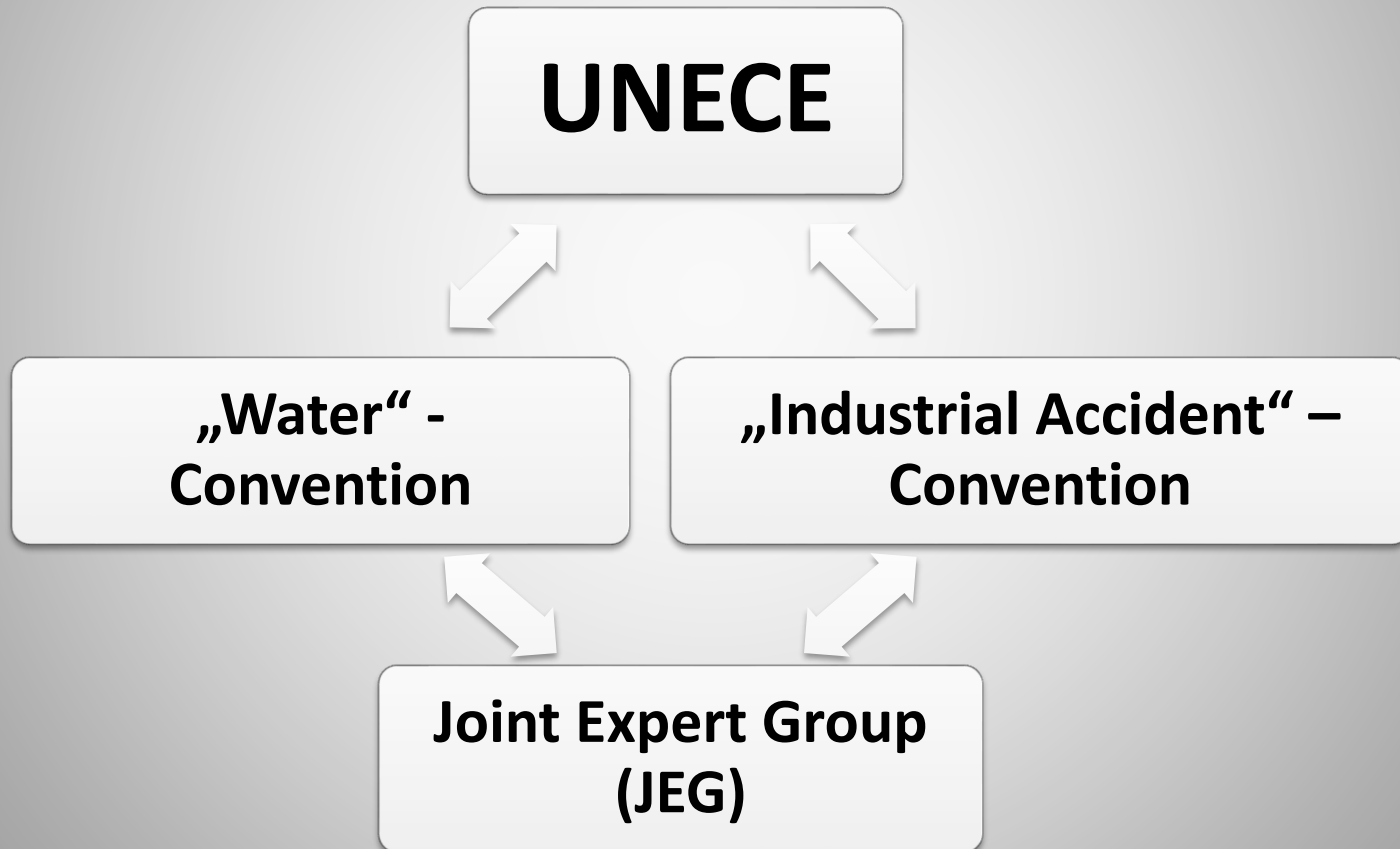 UNECE
„Water“ -
Convention
„Industrial Accident“ –
Convention
Joint Expert Group
(JEG)